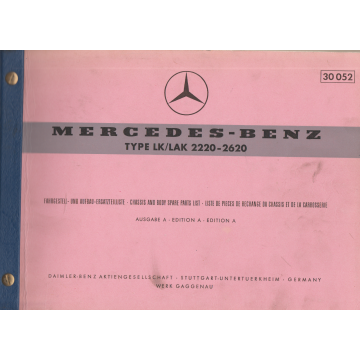 30 052
MERCEDES-BENZ
TYPE LK/LAK 2220-2620
FAHRGESTELL- UND AUFBAU-ERSATZTEILLISTE · CHASSIS AND BODY SPARE PARTS LIST · LISTE DE PIECES DE RECHANGE DU CHASSIS ET DE LA CARROSSERIE
AUSGABE A · EDITION A · EDITION A
DAIMLER-BENZ AKTIENGESELLSCHAFT · STUTTGART-UNTERTUERKHEIM · GERMANY
WERK GAGGENAU